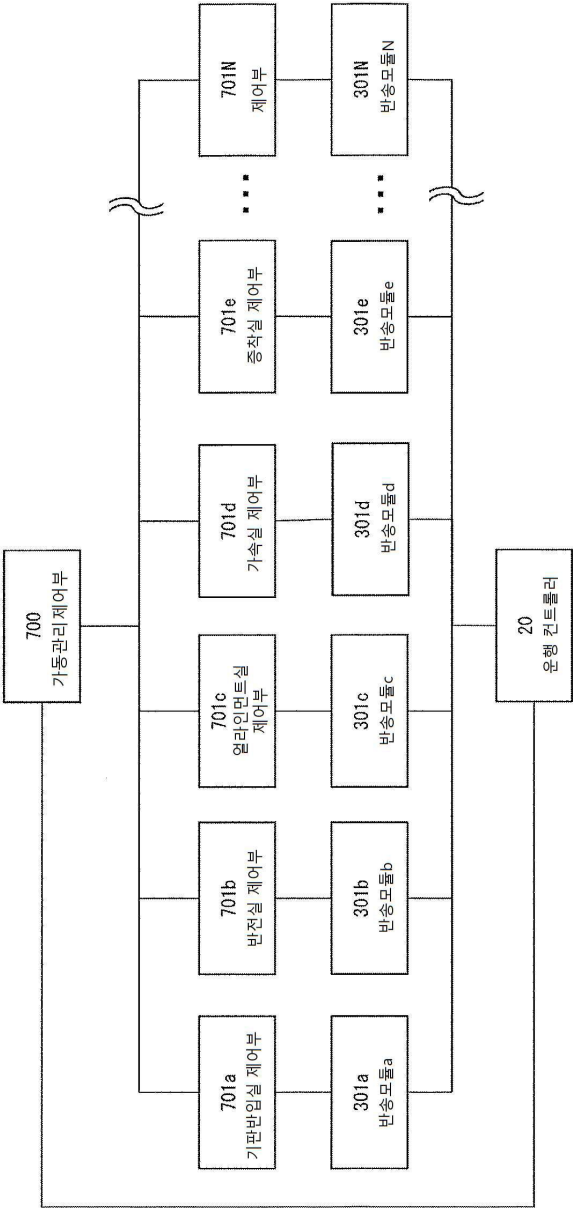 700
가동관리제어부
701a
기판반입실 제어부
701b
반전실 제어부
701c
얼라인먼트실
제어부
701d
가속실 제어부
701e
증착실 제어부
701N
제어부
301a
반송모듈a
301b
반송모듈b
301c
반송모듈c
301d
반송모듈d
301e
반송모듈e
301N
반송모듈N
20
운행 컨트롤러